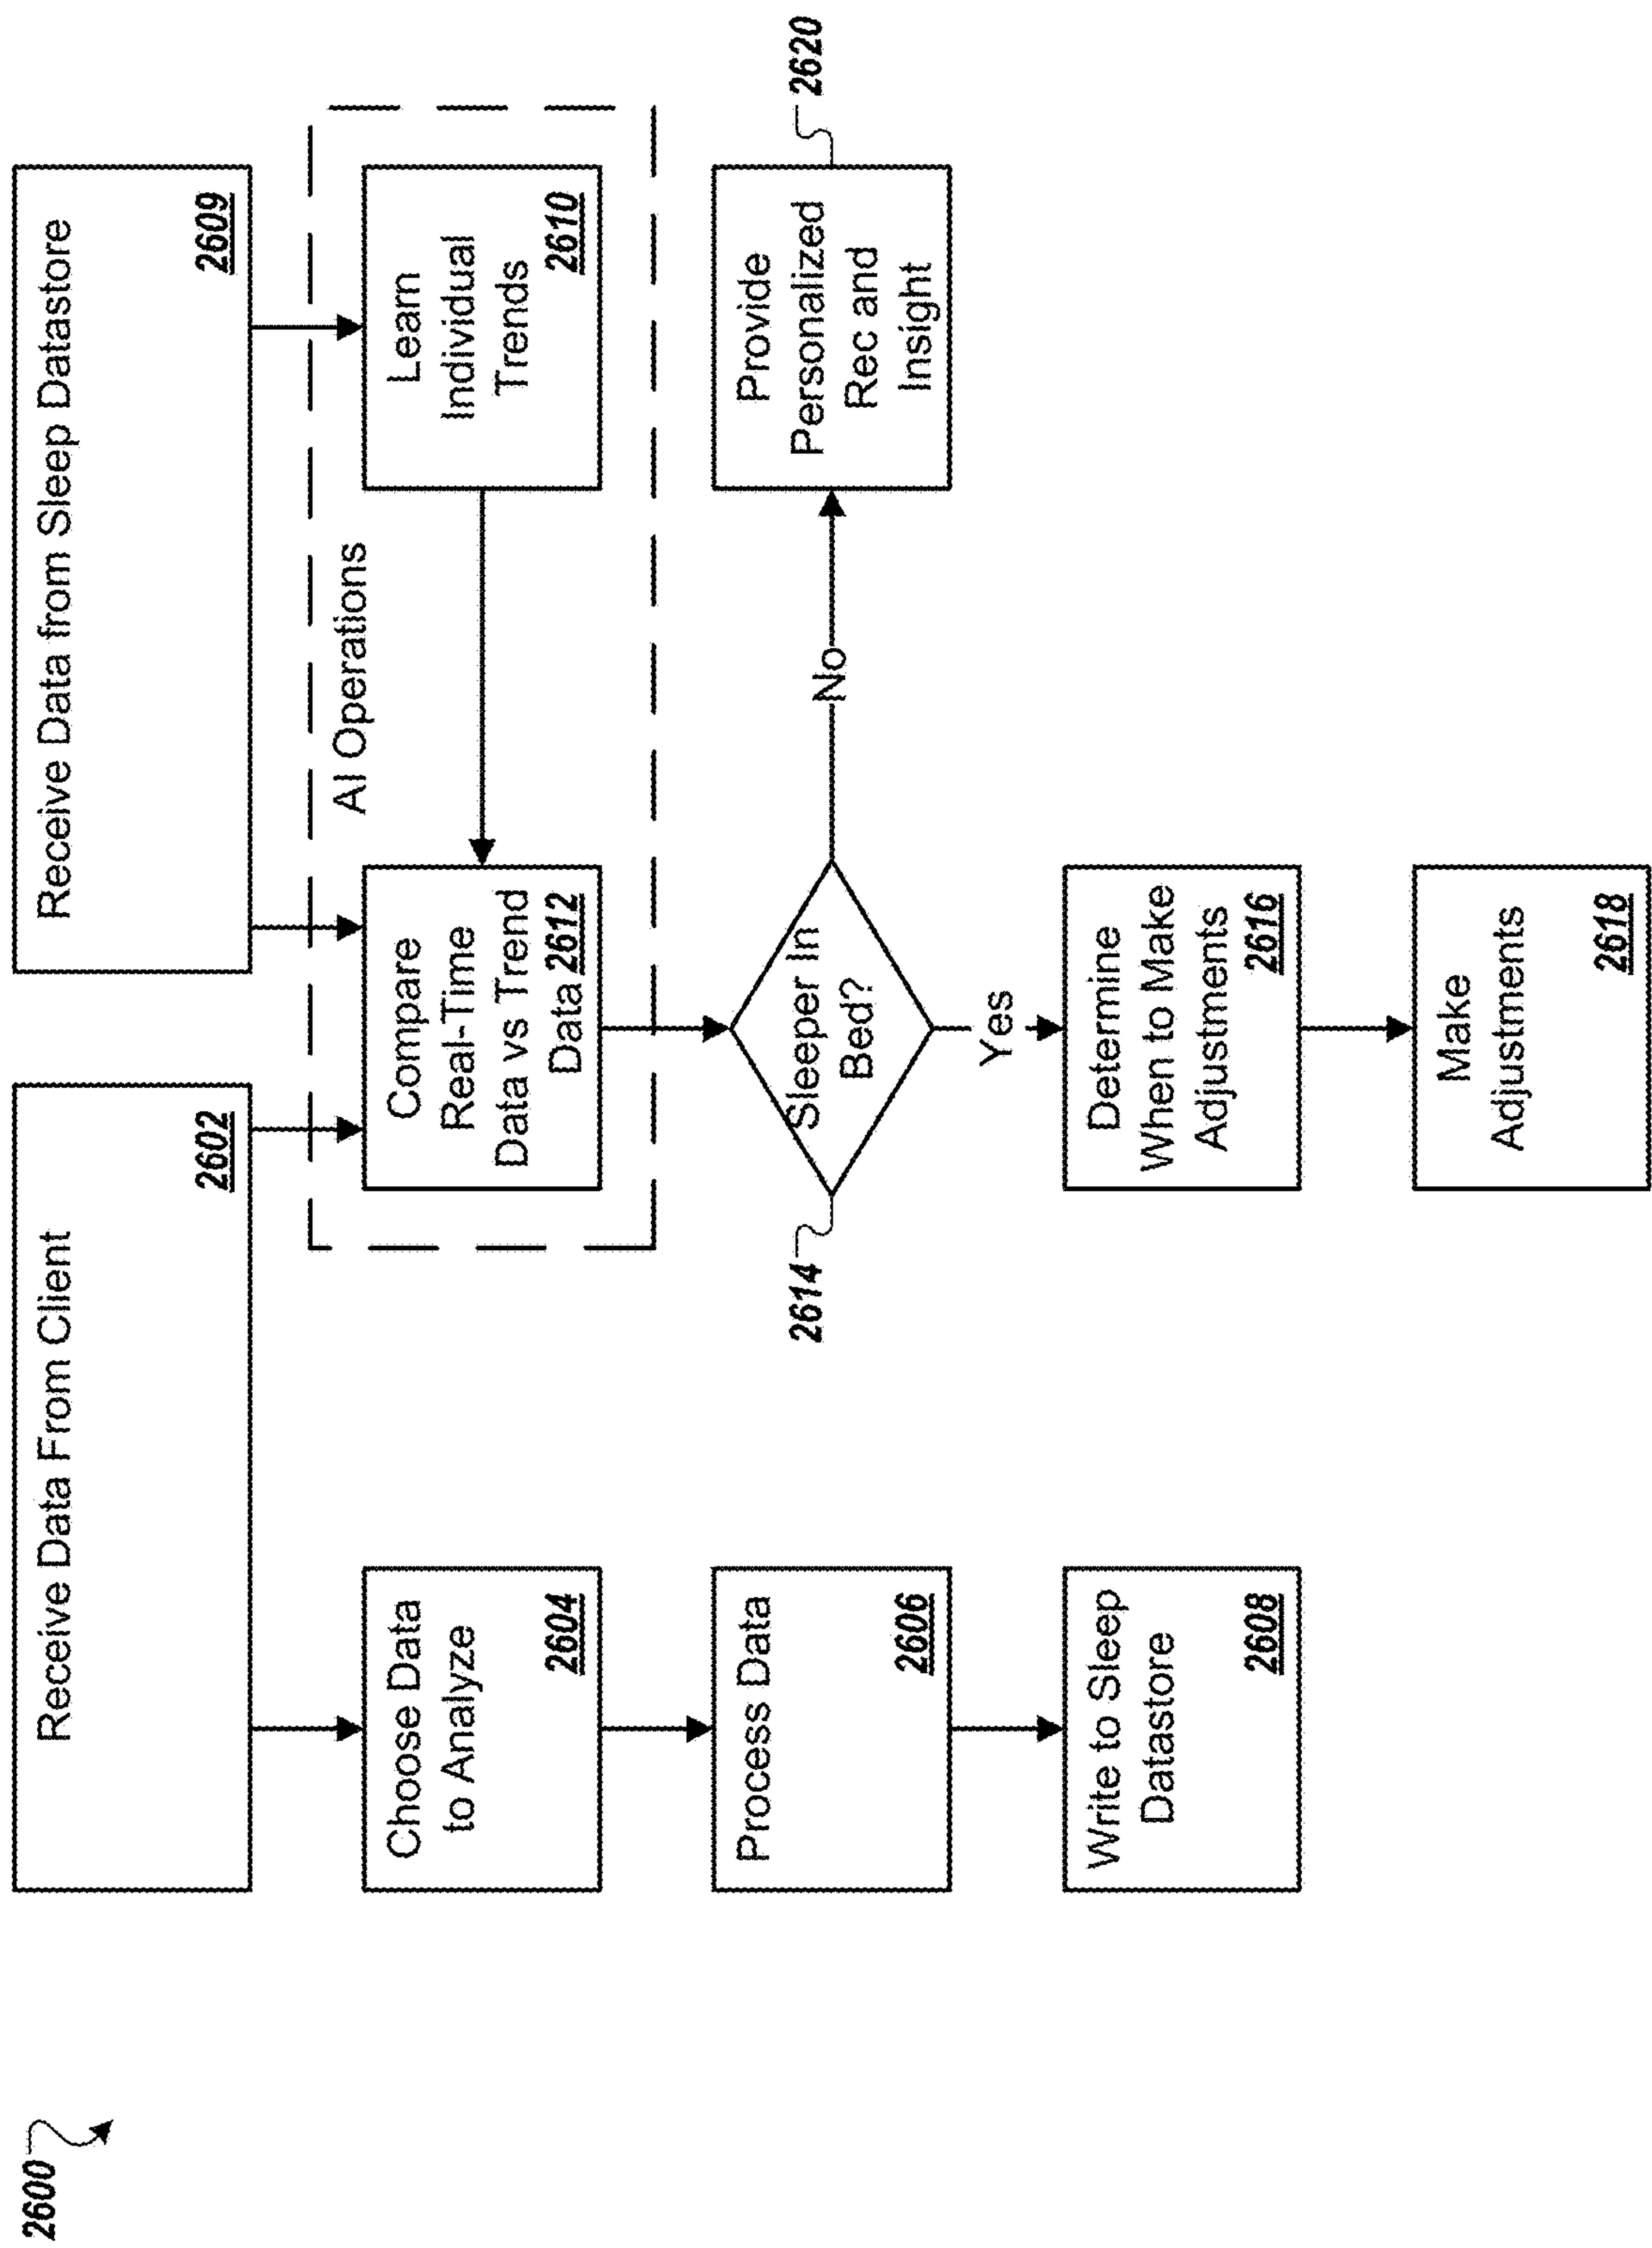 2600
Receive Data From Client
2602
Receive Data from Sleep Datastore
2609
AI Operations
Choose Data
to Analyze
2604
Compare
Real-Time
Data vs Trend
Data 2612
Learn
Individual
Trends
2610
Process Data
2606
2614
Sleeper In
Bed?
No
Provide
Personalized
Rec and
Insight
2620
Yes
Write to Sleep
Datastore
2608
Determine
When to Make
Adjustments
2616
Make
Adjustments
2618